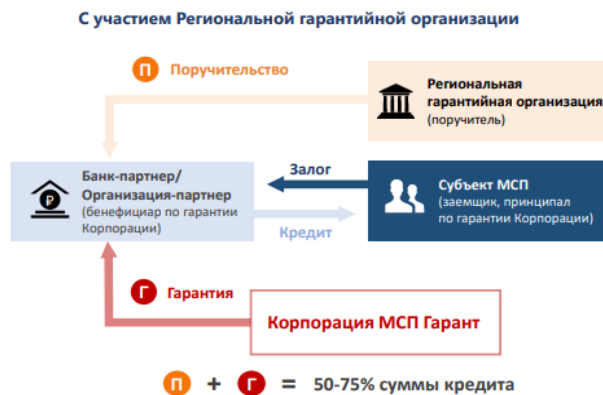 С участием Региональной гарантийной организации
П Поручительство
Региональная
гарантийная организация
(поручитель)
Банк-партнер/
Организация-партнер
(бенефициар по гарантии
Корпорации)
₽
Залог
Кредит
Субъект МСП
(заемщик, принципал
по гарантии Корпорации)
Г Гарантия
Корпорация МСП Гарант
П + Г = 50-75% суммы кредита